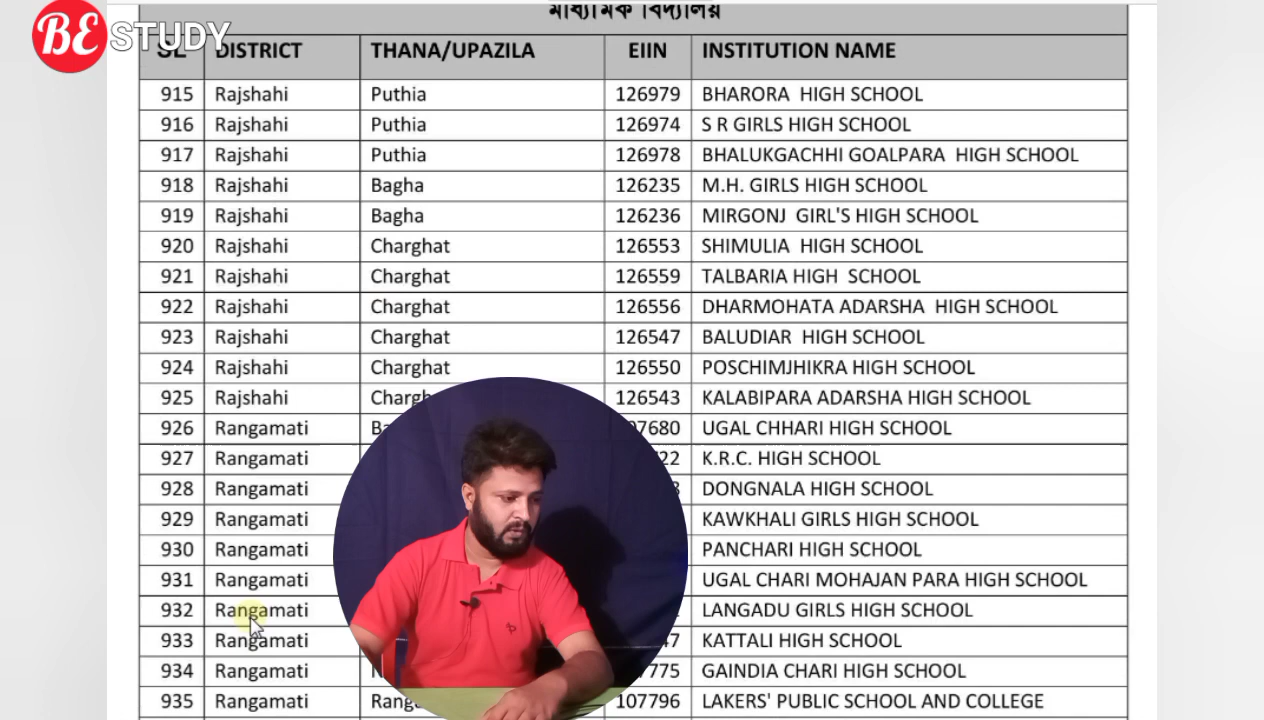 মাধ্যমিক বিদ্যালয়
BE STUDY
SL DISTRICT THANA/UPAZILA EIIN INSTITUTION NAME
915 Rajshahi Puthia 126979 BHARORA HIGH SCHOOL
916 Rajshahi Puthia 126974 S R GIRLS HIGH SCHOOL
917 Rajshahi Puthia 126978 BHALUKGACHHI GOALPARA HIGH SCHOOL
918 Rajshahi Bagha 126235 M.H. GIRLS HIGH SCHOOL
919 Rajshahi Bagha 126236 MIRGONJ GIRL'S HIGH SCHOOL
920 Rajshahi Charghat 126553 SHIMULIA HIGH SCHOOL
921 Rajshahi Charghat 126559 TALBARIA HIGH SCHOOL
922 Rajshahi Charghat 126556 DHARMOHATA ADARSHA HIGH SCHOOL
923 Rajshahi Charghat 126547 BALUDIAR HIGH SCHOOL
924 Rajshahi Charghat 126550 POSCHIMJHIKRA HIGH SCHOOL
925 Rajshahi 126543 KALABIPARA ADARSHA HIGH SCHOOL
926 Rangamati UGAL CHHARI HIGH SCHOOL
927 Rangamati K.R.C. HIGH SCHOOL
928 Rangamati DONGNALA HIGH SCHOOL
929 Rangamati KAWKHALI GIRLS HIGH SCHOOL
930 Rangamati PANCHARI HIGH SCHOOL
931 Rangamati UGAL CHARI MOHAJAN PARA HIGH SCHOOL
932 Rangamati LANGADU GIRLS HIGH SCHOOL
933 Rangamati KATTALI HIGH SCHOOL
934 Rangamati GAINDIA CHARI HIGH SCHOOL
935 Rangamati 107796 LAKERS' PUBLIC SCHOOL AND COLLEGE